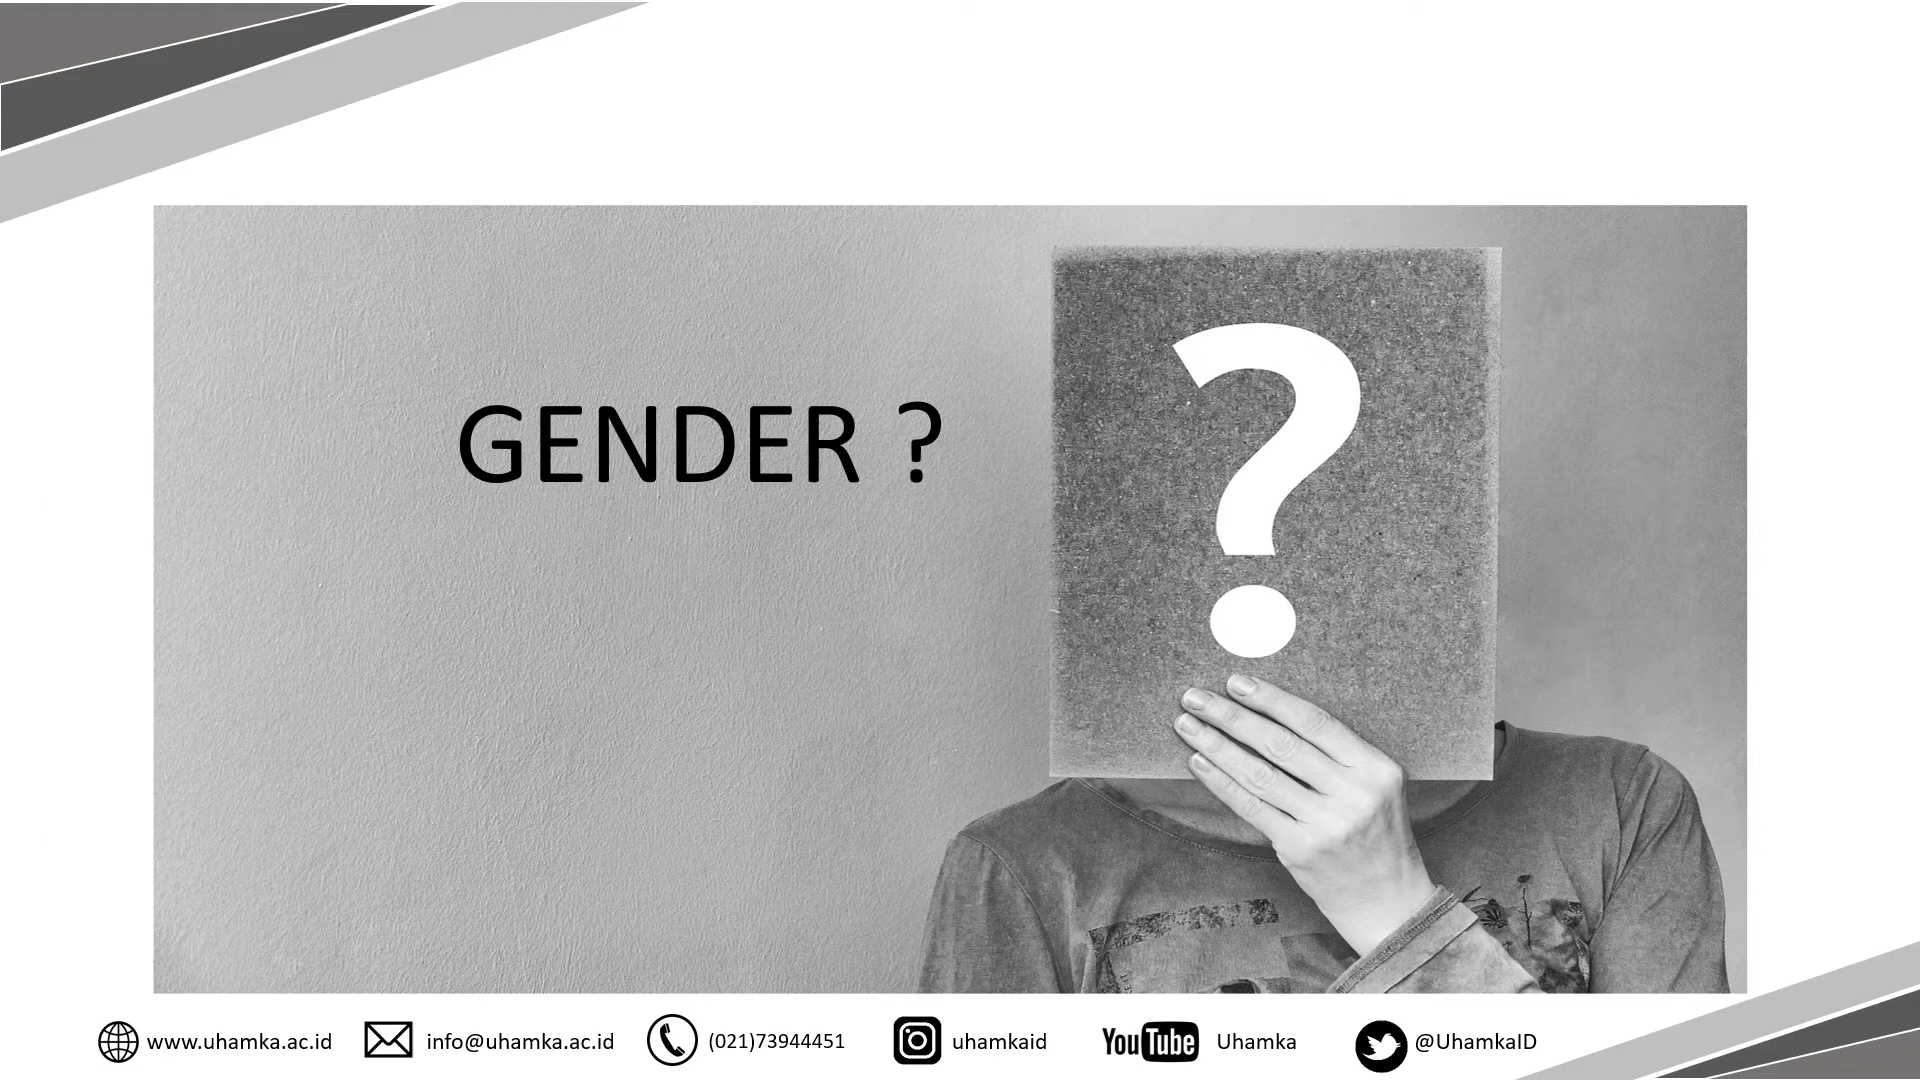 GENDER ?
?
www.uhamka.ac.id
info@uhamka.ac.id
(021)73944451
uhamkaid
YouTube
Uhamka
@UhamkaID